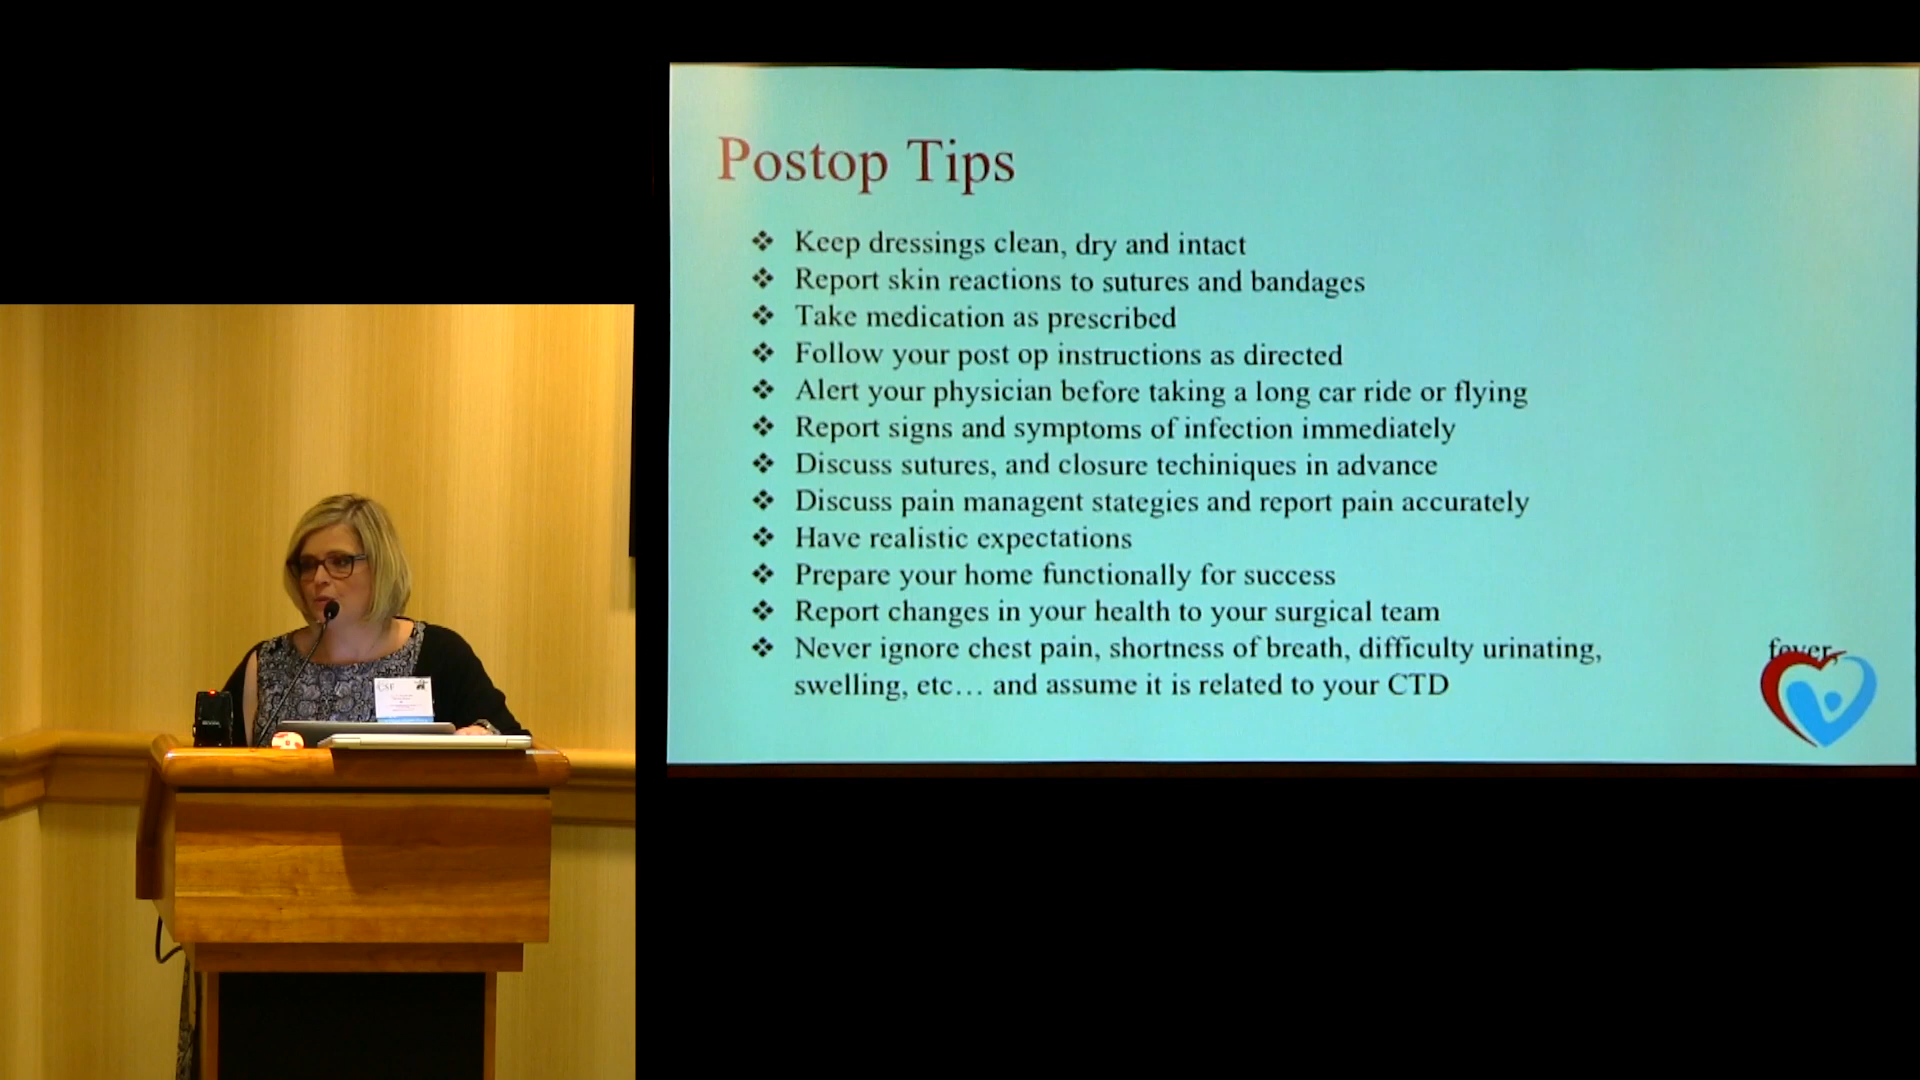 Postop Tips
❖ Keep dressings clean, dry and intact
❖ Report skin reactions to sutures and bandages
❖ Take medication as prescribed
❖ Follow your post op instructions as directed
❖ Alert your physician before taking a long car ride or flying
❖ Report signs and symptoms of infection immediately
❖ Discuss sutures, and closure techiniques in advance
❖ Discuss pain managent stategies and report pain accurately
❖ Have realistic expectations
❖ Prepare your home functionally for success
❖ Report changes in your health to your surgical team
❖ Never ignore chest pain, shortness of breath, difficulty urinating, fever,
swelling, etc… and assume it is related to your CTD